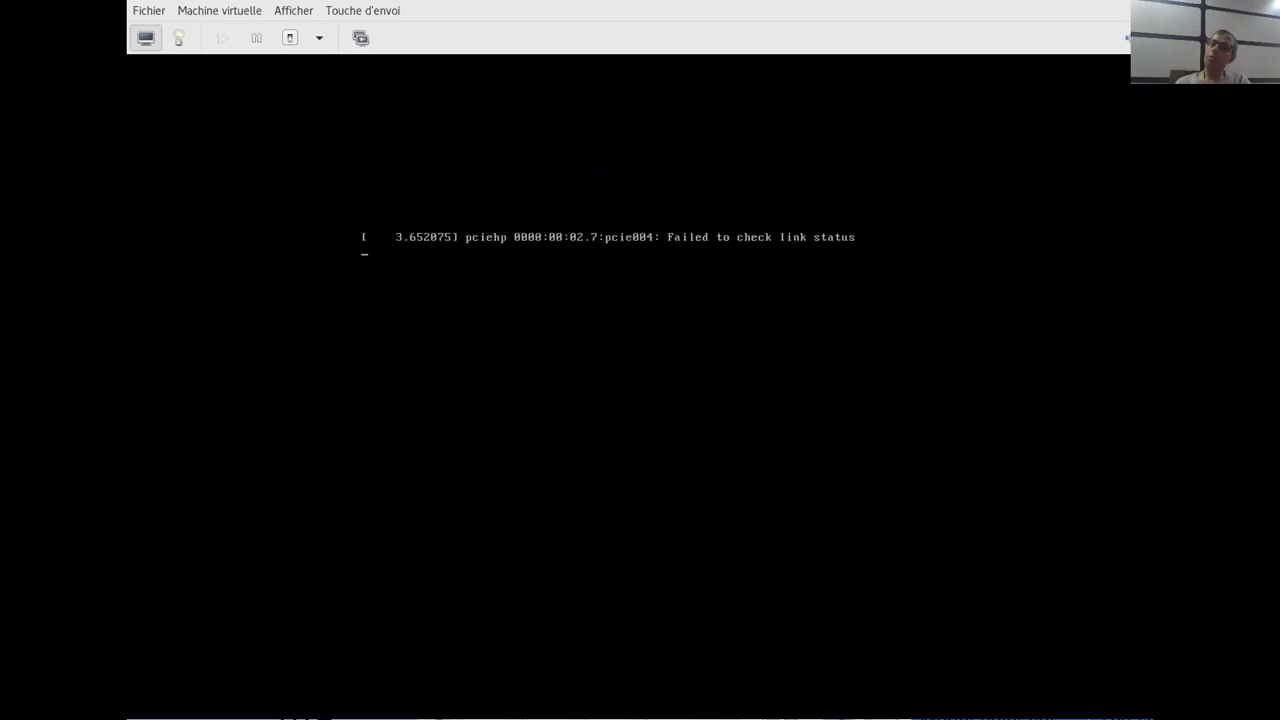 Fichier Machine virtuelle Afficher Touche d'envoi
[    3.652075] pciehp 0000:00:02.7:pcie004: Failed to check link status